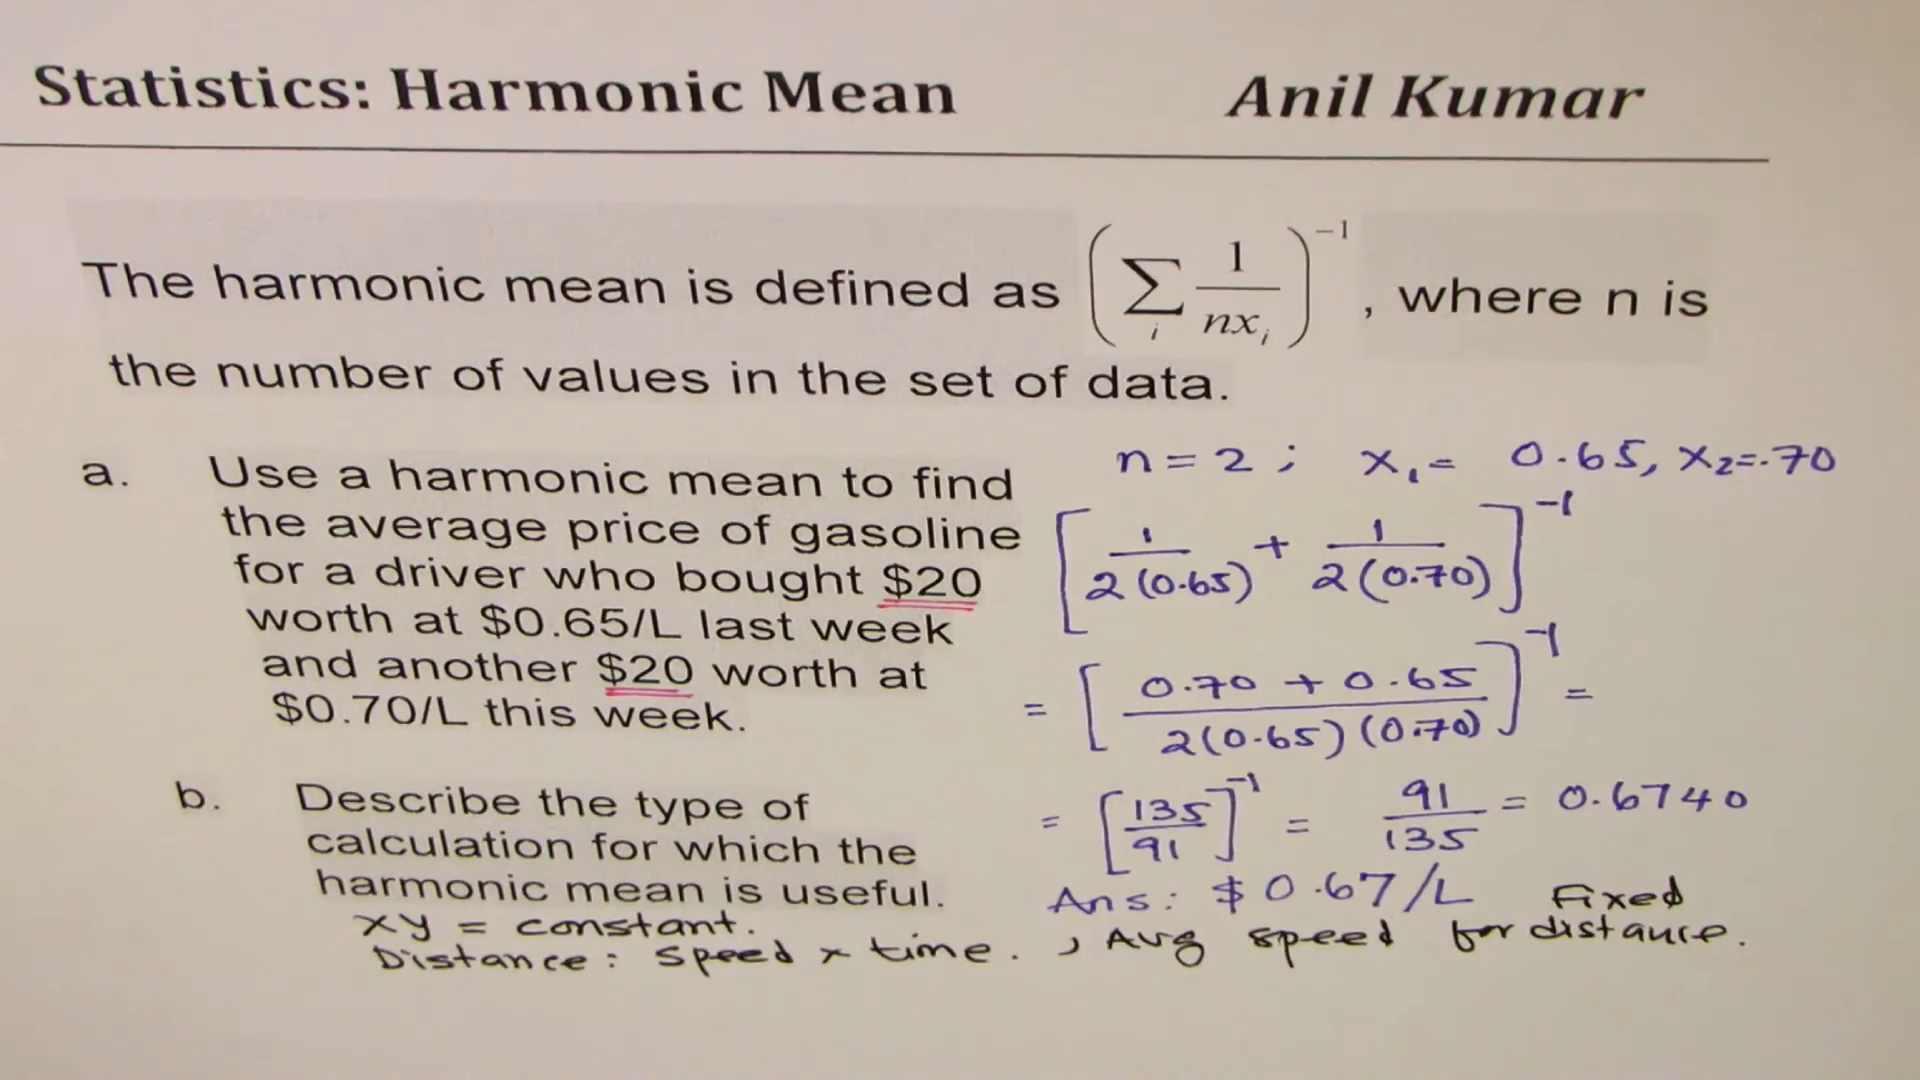 Statistics: Harmonic Mean Anil Kumar
The harmonic mean is defined as (∑_i 1/(nx_i))^-1 , where n is
the number of values in the set of data.
a. Use a harmonic mean to find
the average price of gasoline
for a driver who bought $20
worth at $0.65/L last week
and another $20 worth at
$0.70/L this week.
n = 2 ; x₁ = 0.65, x₂=.70
[1/(2(0.65)) + 1/(2(0.70))]^-1
= [(0.70 + 0.65)/(2(0.65)(0.70))]^-1 =
= [135/91]^-1 = 91/135 = 0.6740
Ans: $0.67/L
b. Describe the type of
calculation for which the
harmonic mean is useful.
xy = constant.
Distance: Speed x time. , Avg speed for Fixed distance.